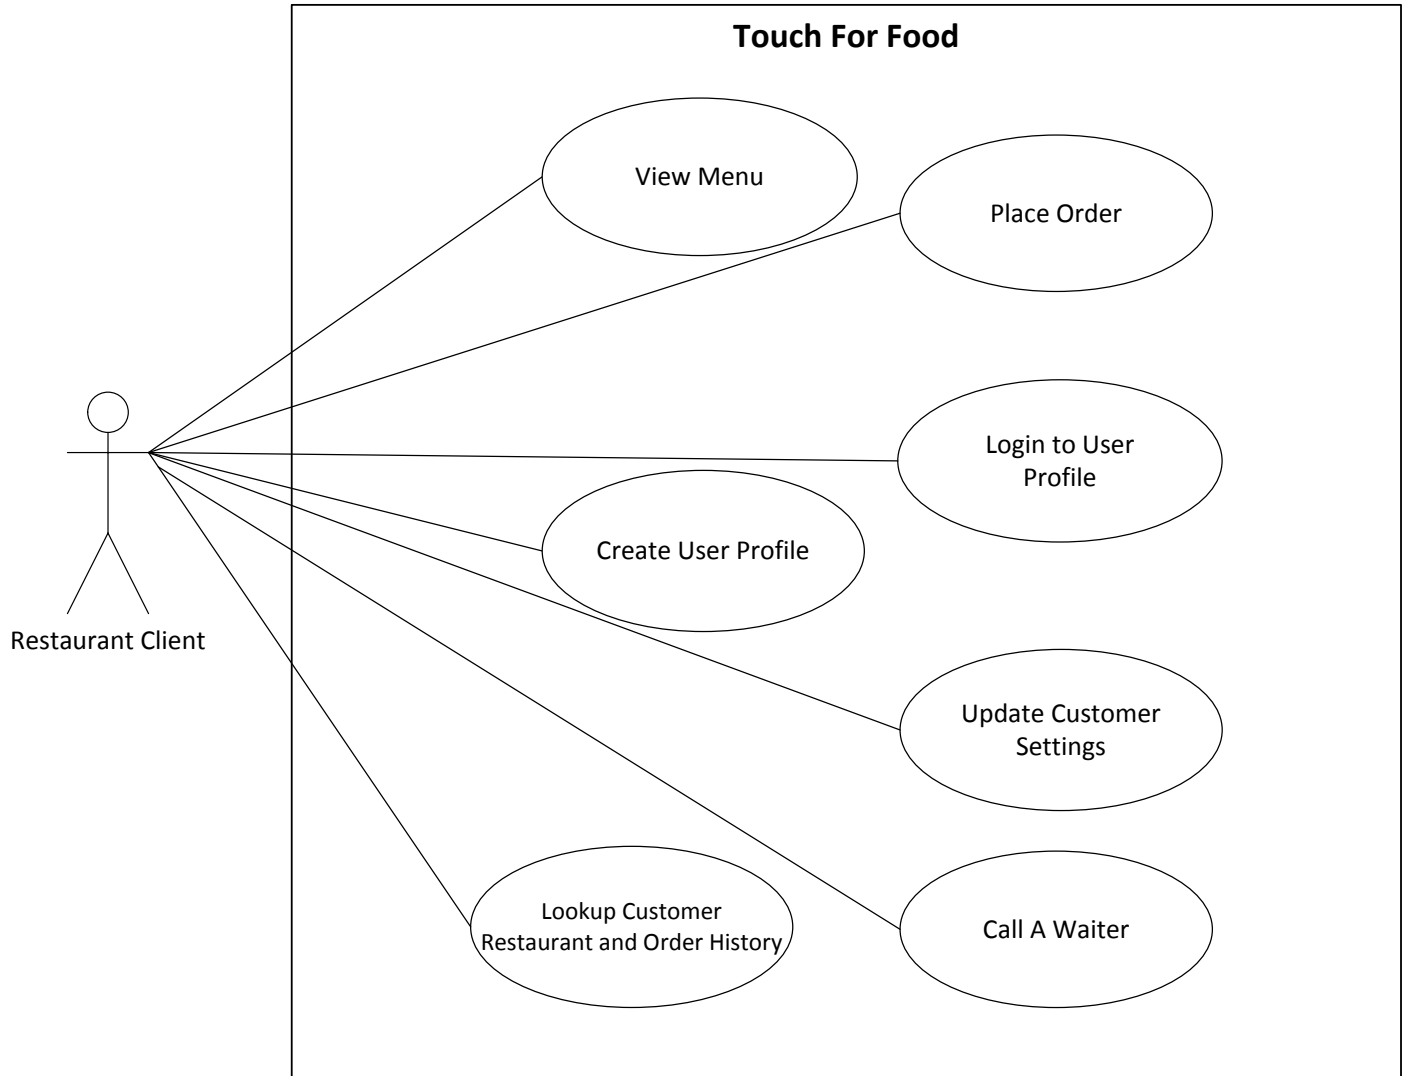 Touch For Food
View Menu
Place Order
Login to User
Profile
Create User Profile
Restaurant Client
Update Customer
Settings
Lookup Customer
Restaurant and Order History
Call A Waiter